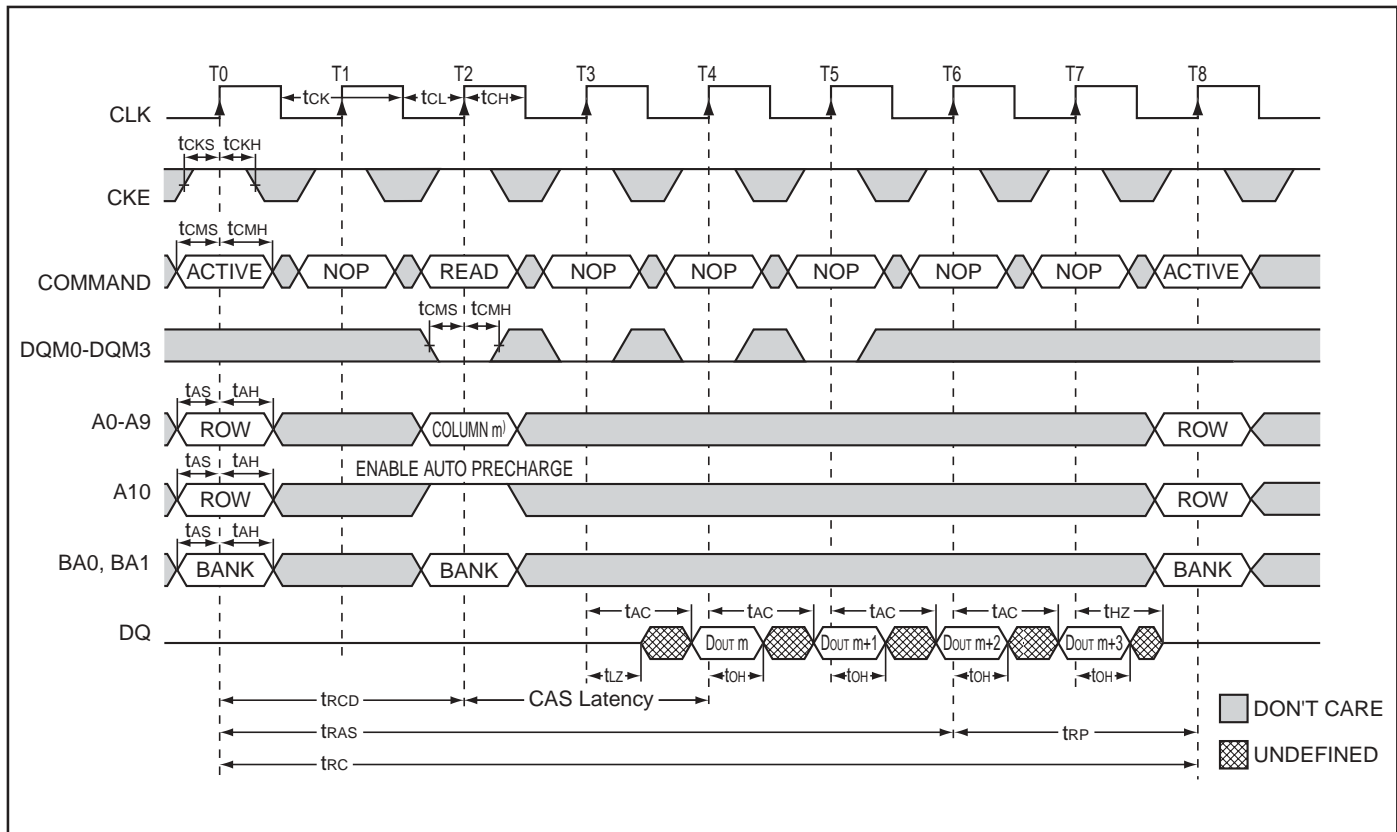 T0 T1 T2 T3 T4 T5 T6 T7 T8
tCK tCL tCH
CLK
tCKS tCKH
CKE
tCMS tCMH
COMMAND ACTIVE NOP READ NOP NOP NOP NOP NOP ACTIVE
tCMS tCMH
DQM0-DQM3
tAS tAH
A0-A9 ROW COLUMN m) ROW
tAS tAH ENABLE AUTO PRECHARGE
A10 ROW ROW
tAS tAH
BA0, BA1 BANK BANK BANK
tAC tAC tAC tAC tHZ
DQ DOUT m DOUT m+1 DOUT m+2 DOUT m+3
tLZ tOH tOH tOH tOH
tRCD CAS Latency
DON'T CARE
tRAS tRP
UNDEFINED
tRC